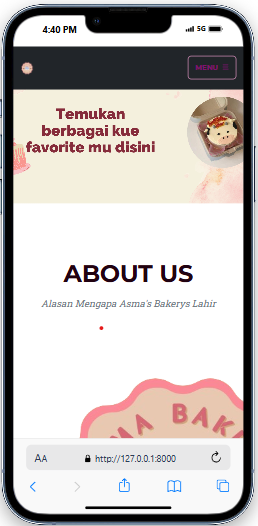 4:40 PM
5G
MENU
Temukan
berbagai kue
favorite mu disini
ABOUT US
Alasan Mengapa Asma's Bakerys Lahir
MA BAK
AA
http://127.0.0.1:8000